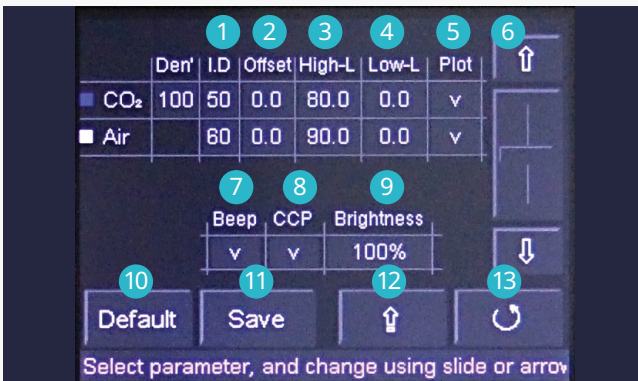 1 2 3 4 5 6
Den' I.D Offset High-L Low-L Plot
CO₂ 100 50 0.0 80.0 0.0 v
Air 60 0.0 90.0 0.0 v
7 8 9
Beep CCP Brightness
v v 100%
10 11 12 13
Default Save
Select parameter, and change using slide or arrow